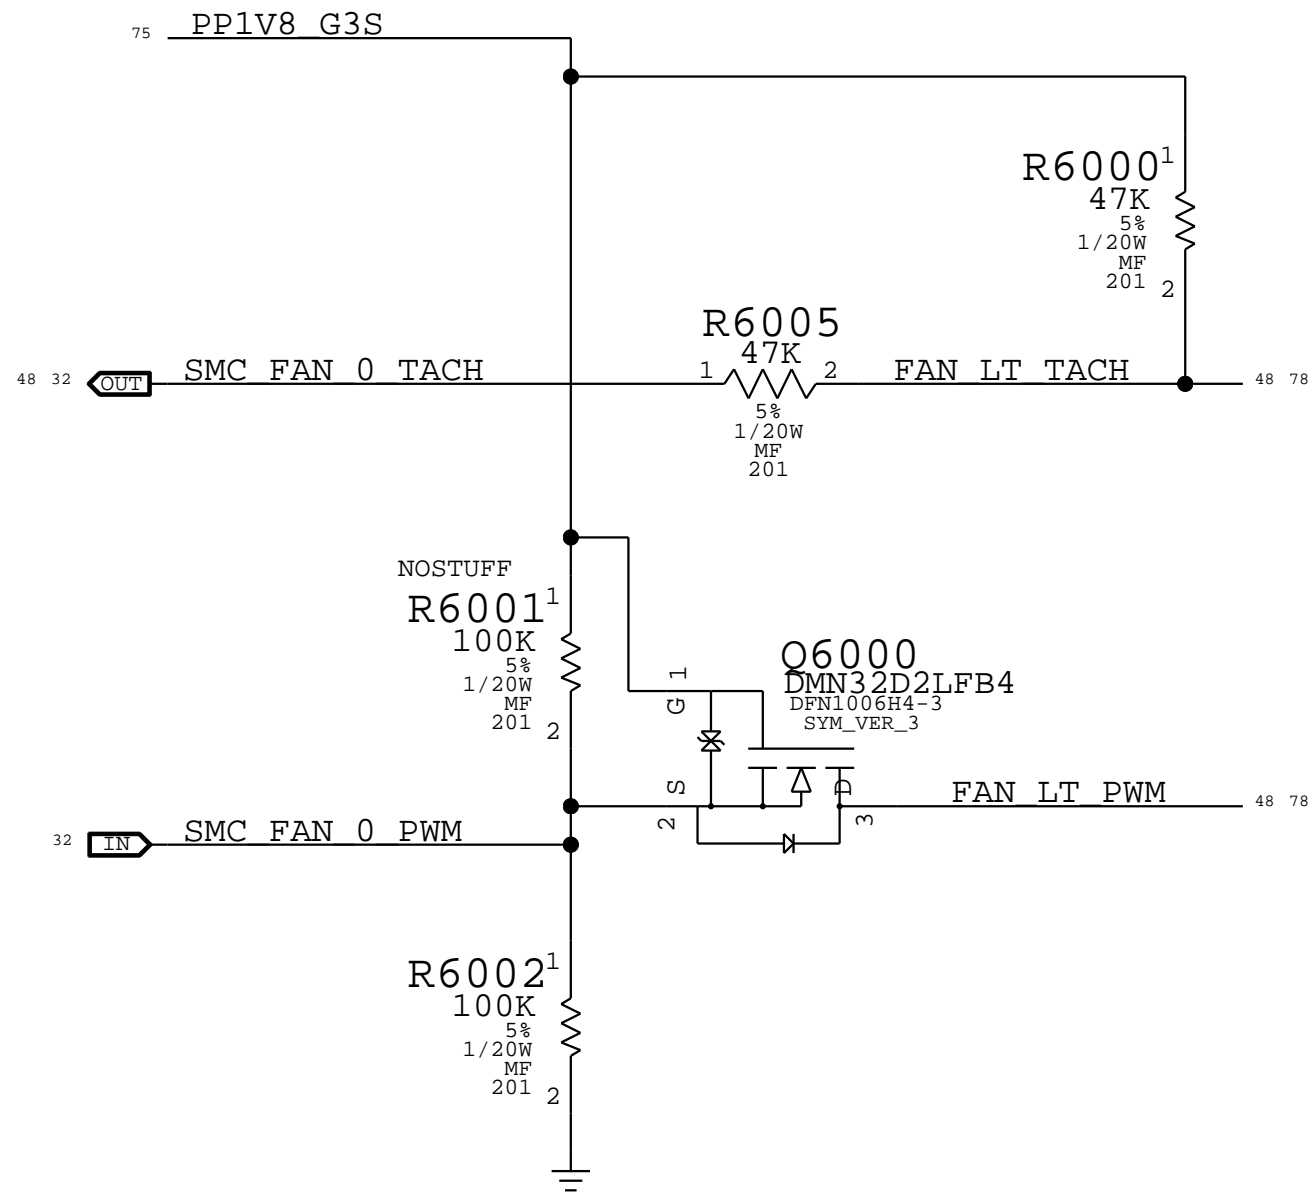 75 PP1V8_G3S
R6000 1
47K
5%
1/20W
MF
201 2
R6005
47K
1 2
5%
1/20W
MF
201
48 32 OUT SMC_FAN_0_TACH
FAN_LT_TACH 48 78
NOSTUFF
R6001 1
100K
5%
1/20W
MF
201 2
Q6000
DMN32D2LFB4
DFN1006H4-3
SYM_VER_3
G 1
S 2
D 3
FAN_LT_PWM 48 78
32 IN SMC_FAN_0_PWM
R6002 1
100K
5%
1/20W
MF
201 2